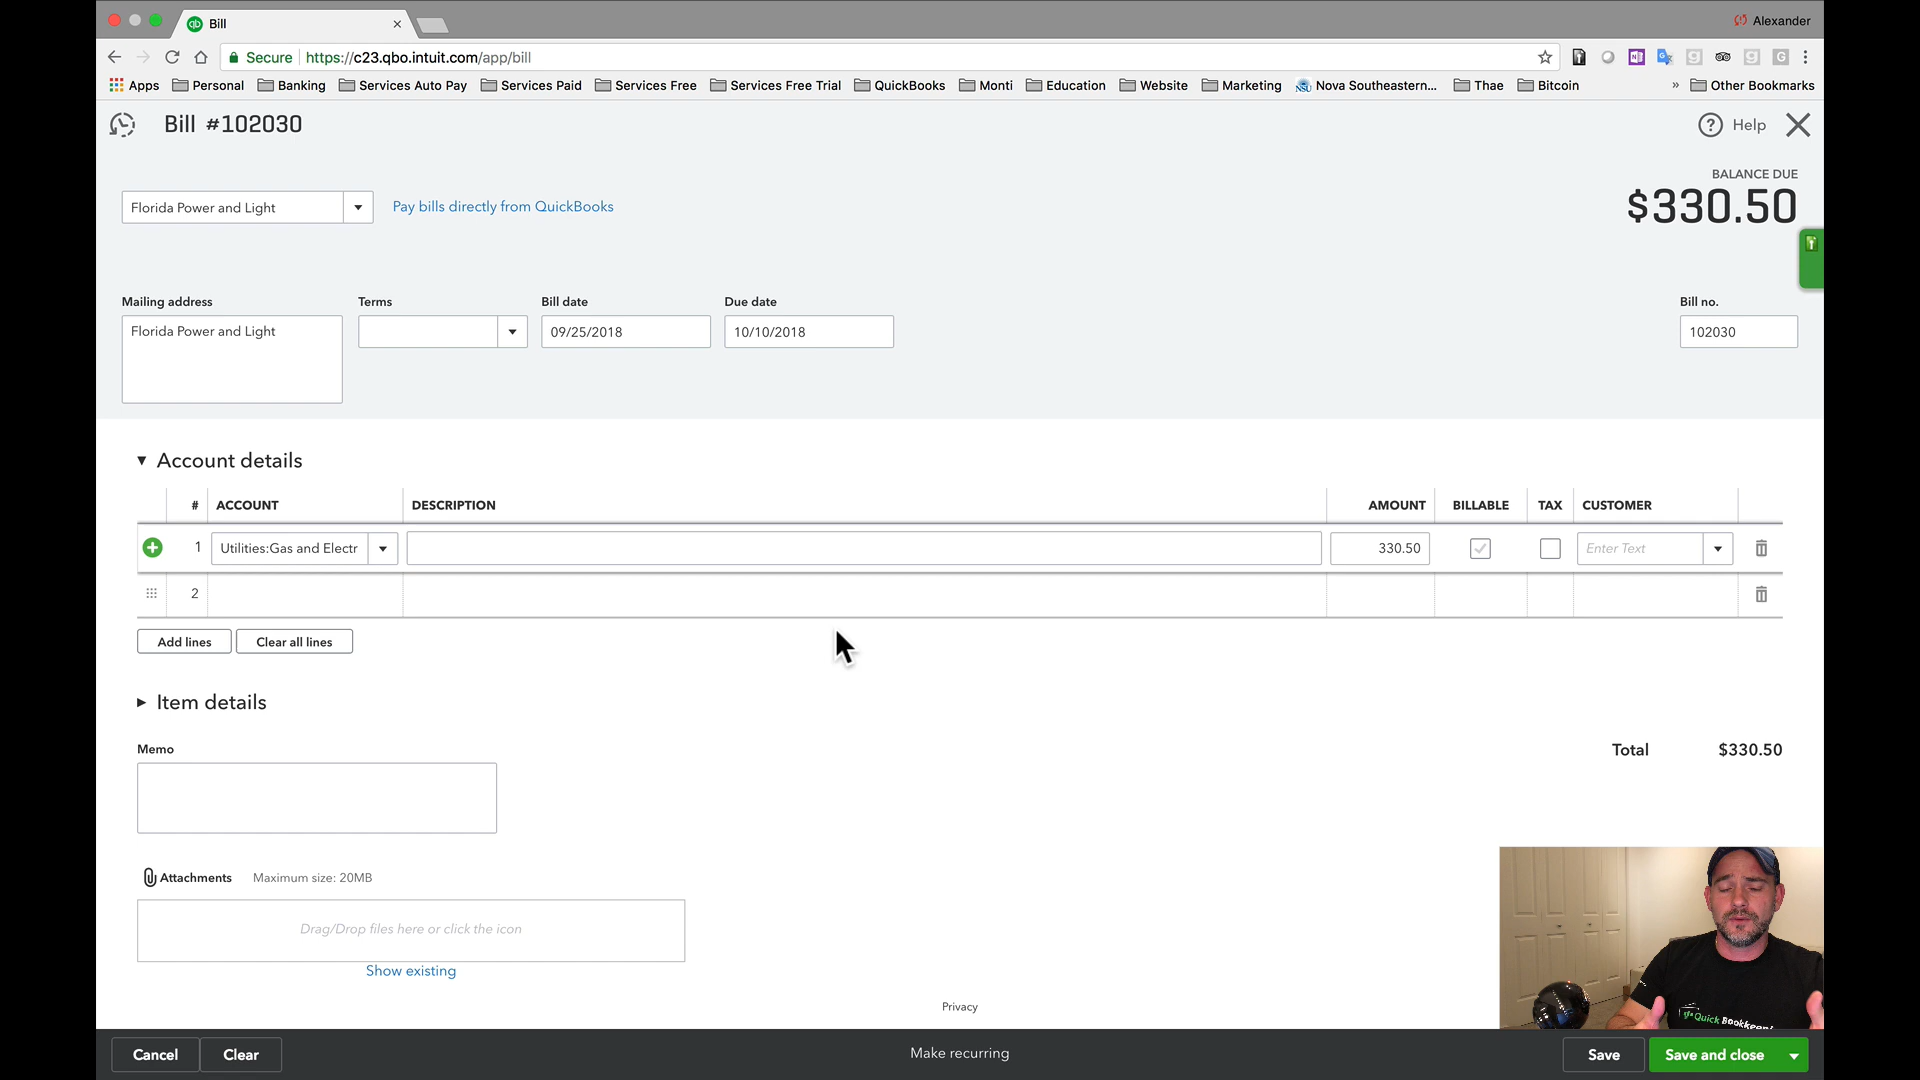 Bill
Alexander
Secure https://c23.qbo.intuit.com/app/bill
Apps Personal Banking Services Auto Pay Services Paid Services Free Services Free Trial QuickBooks Monti Education Website Marketing Nova Southeastern... Thae Bitcoin » Other Bookmarks
Bill #102030
Help
BALANCE DUE
$330.50
Florida Power and Light
Pay bills directly from QuickBooks
Mailing address Terms Bill date Due date Bill no.
Florida Power and Light 09/25/2018 10/10/2018 102030
Account details
# ACCOUNT DESCRIPTION AMOUNT BILLABLE TAX CUSTOMER
1 Utilities:Gas and Electr 330.50 Enter Text
2
Add lines Clear all lines
Item details
Memo
Total $330.50
Attachments Maximum size: 20MB
Drag/Drop files here or click the icon
Show existing
Privacy
Cancel Clear Make recurring Save Save and close